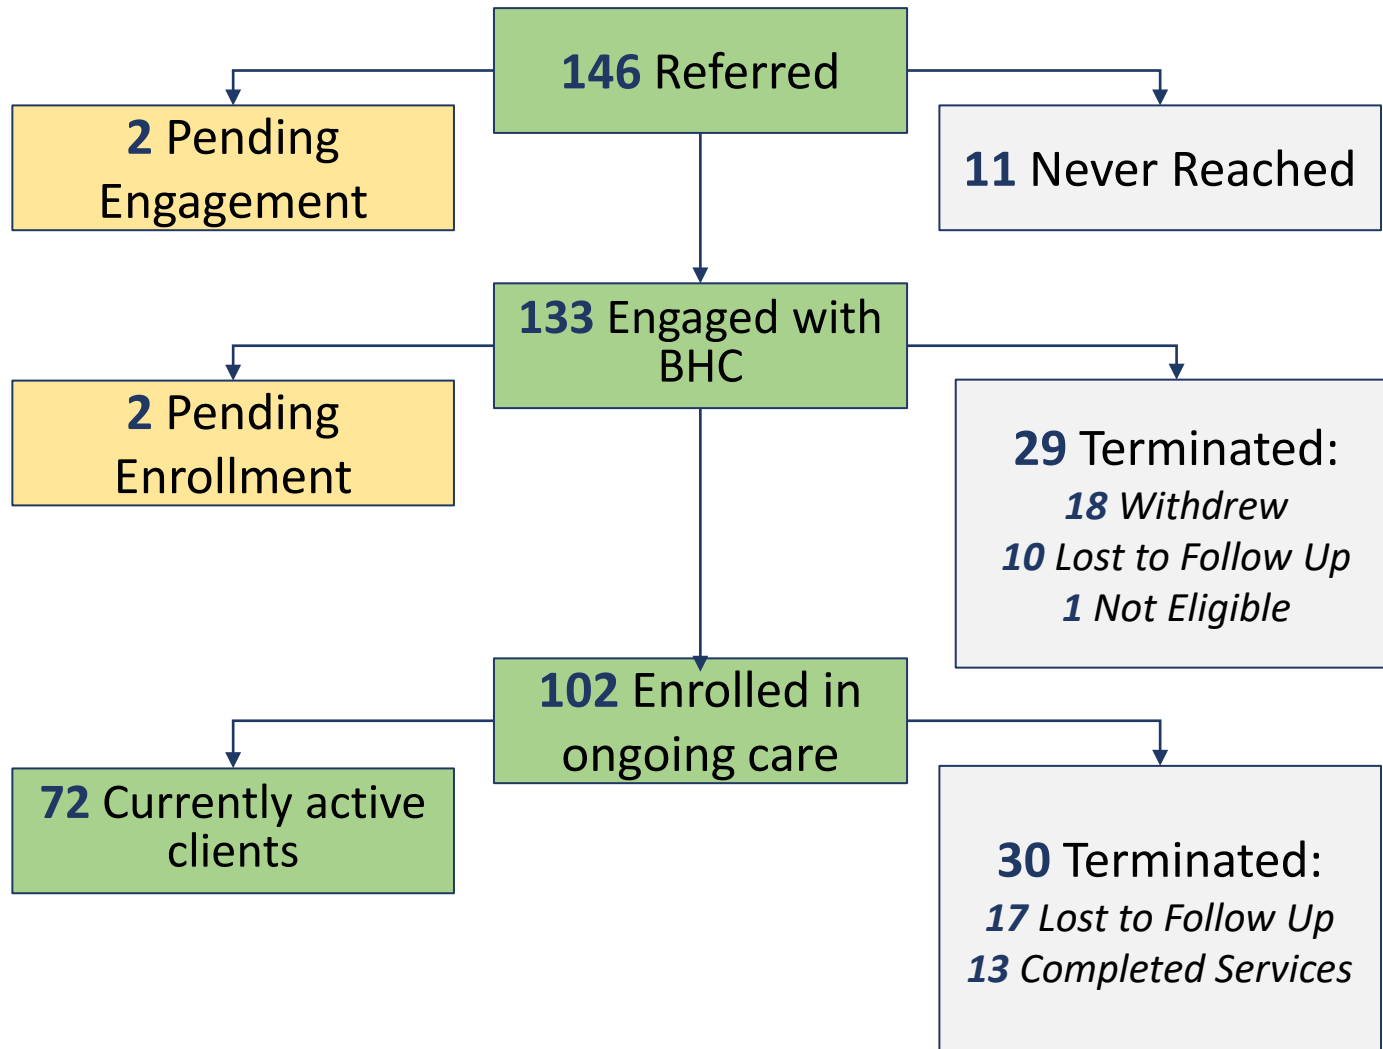 146 Referred
2 Pending
Engagement
11 Never Reached
133 Engaged with
BHC
2 Pending
Enrollment
29 Terminated:
18 Withdrew
10 Lost to Follow Up
1 Not Eligible
102 Enrolled in
ongoing care
72 Currently active
clients
30 Terminated:
17 Lost to Follow Up
13 Completed Services